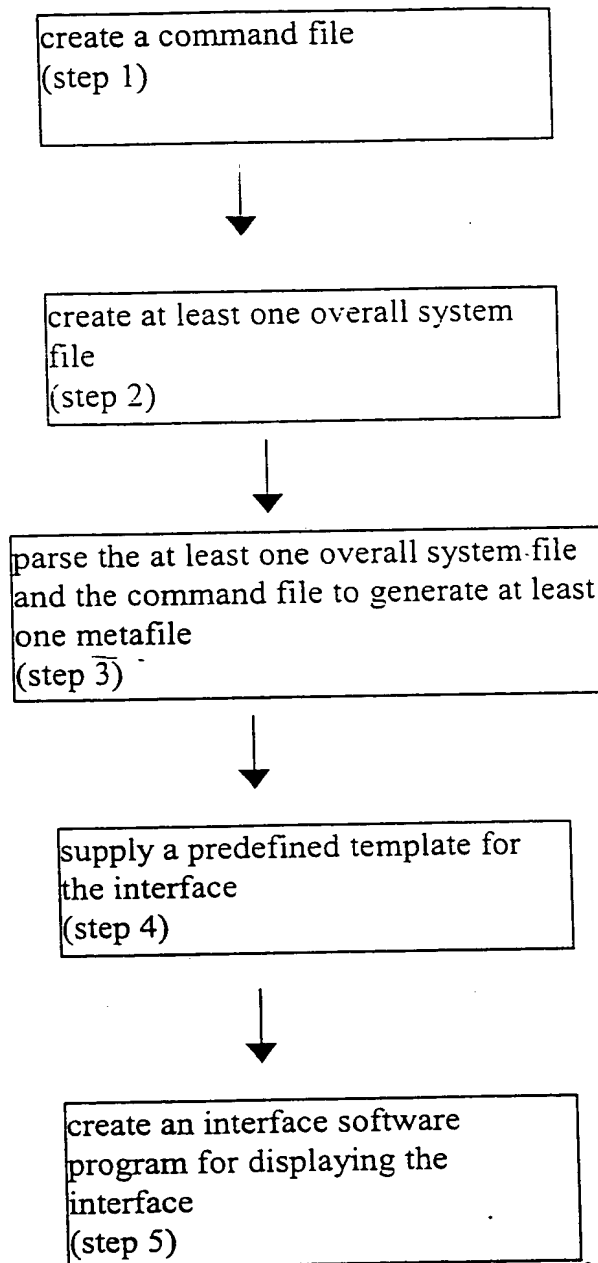 create a command file
(step 1)
create at least one overall system
file
(step 2)
parse the at least one overall system file
and the command file to generate at least
one metafile
(step 3)
supply a predefined template for
the interface
(step 4)
create an interface software
program for displaying the
interface
(step 5)